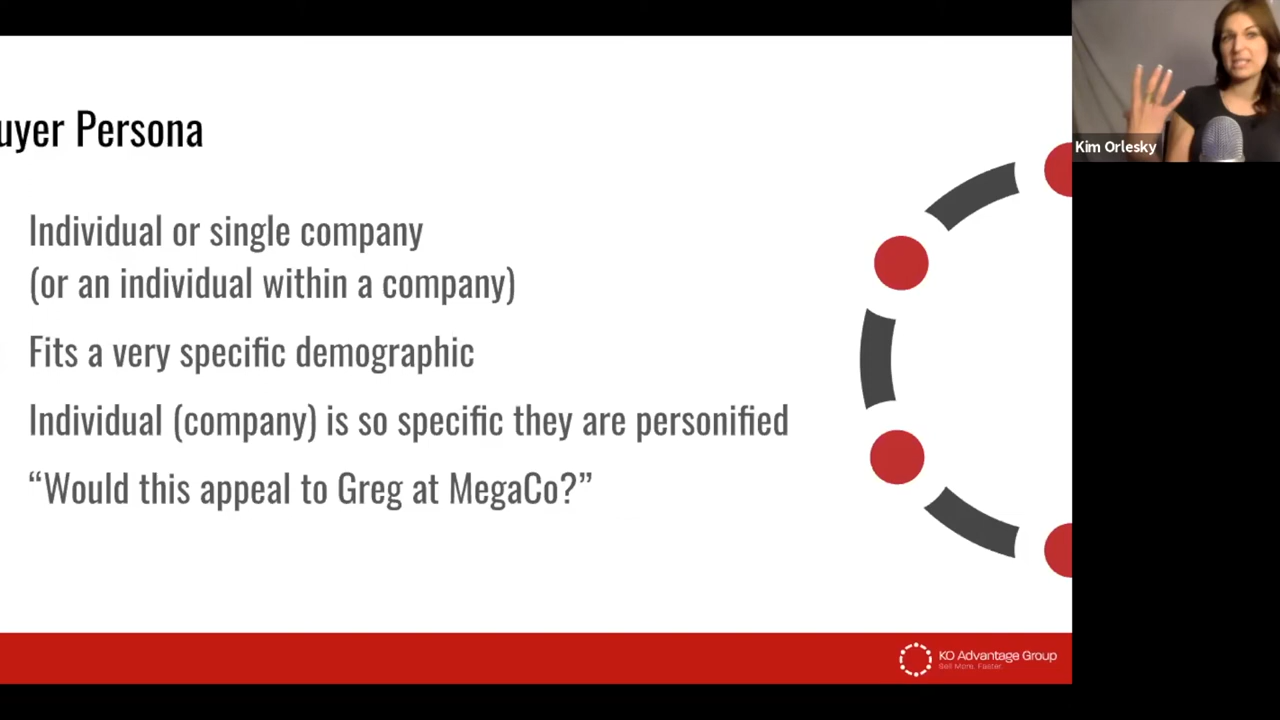 uyer Persona
Individual or single company
(or an individual within a company)
Fits a very specific demographic
Individual (company) is so specific they are personified
“Would this appeal to Greg at MegaCo?”
Kim Orlesky
KO Advantage Group
Sell More, Faster